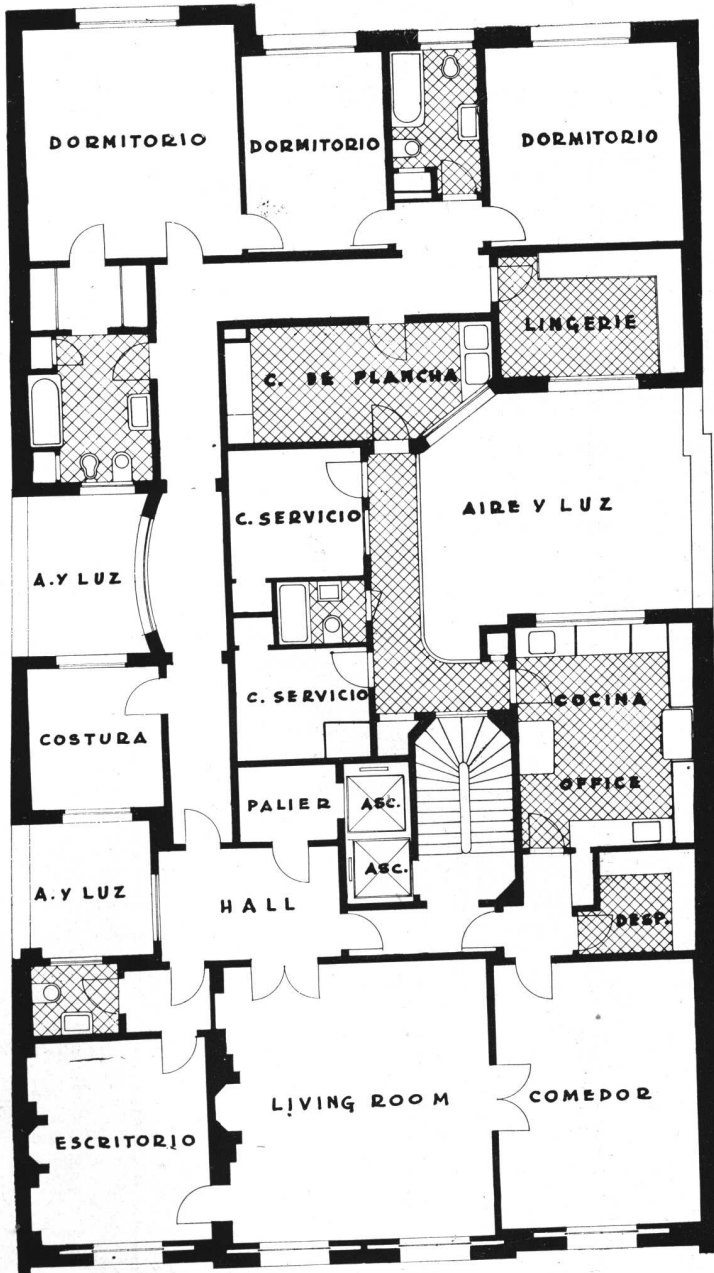 DORMITORIO
DORMITORIO
DORMITORIO
LINGERIE
C. DE PLANCHA
C. SERVICIO
AIRE Y LUZ
A. Y LUZ
C. SERVICIO
COCINA
COSTURA
OFFICE
PALIER
ASC.
ASC.
A. Y LUZ
HALL
DESP.
LIVING ROOM
COMEDOR
ESCRITORIO